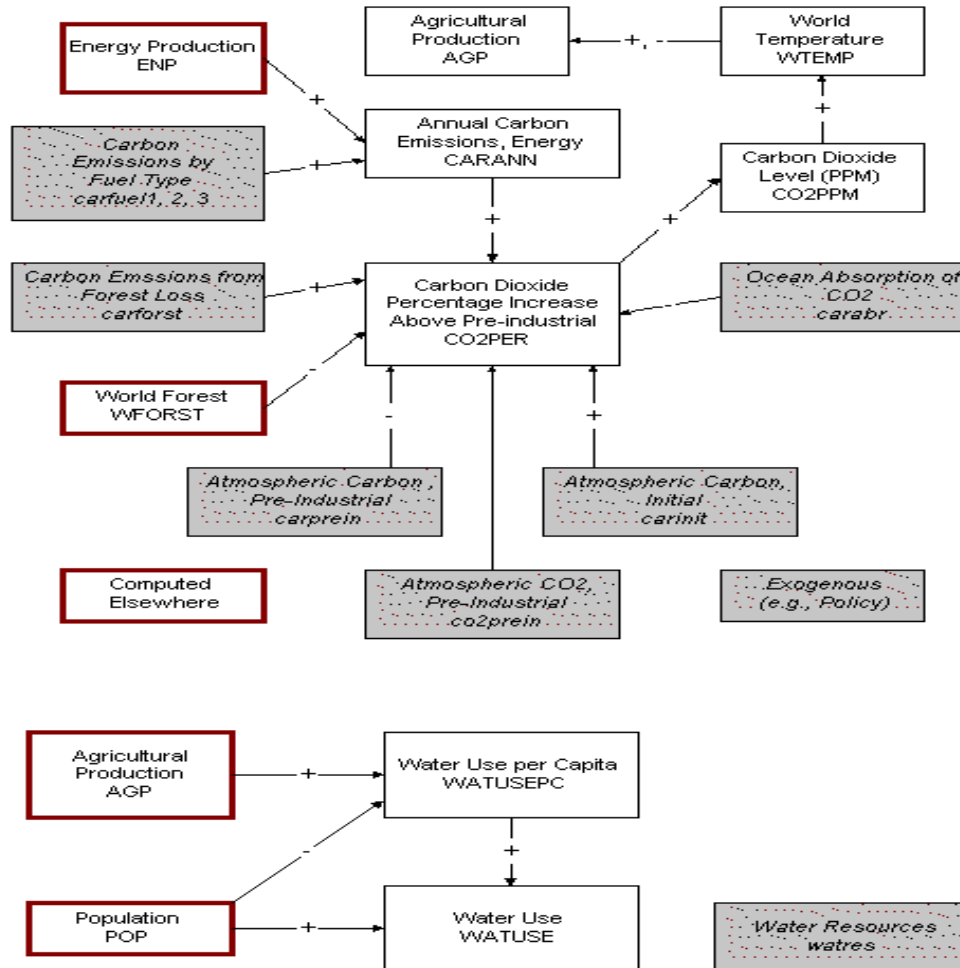 Energy Production
ENP
Agricultural
Production
AGP
+, -
World
Temperature
WTEMP
+
+
Carbon
Emissions by
Fuel Type
carfuel1, 2, 3
+
Annual Carbon
Emissions, Energy
CARANN
Carbon Dioxide
Level (PPM)
CO2PPM
+
+
Carbon Emssions from
Forest Loss
carforst
+
Carbon Dioxide
Percentage Increase
Above Pre-industrial
CO2PER
Ocean Absorption of
CO2
carabr
-
World Forest
WFORST
-
+
Atmospheric Carbon,
Pre-Industrial
carprein
Atmospheric Carbon,
Initial
carinit
Computed
Elsewhere
Atmospheric CO2,
Pre-Industrial
co2prein
Exogenous
(e.g., Policy)
Agricultural
Production
AGP
+
Water Use per Capita
WATUSEPC
-
+
Population
POP
+
Water Use
WATUSE
Water Resources
watres